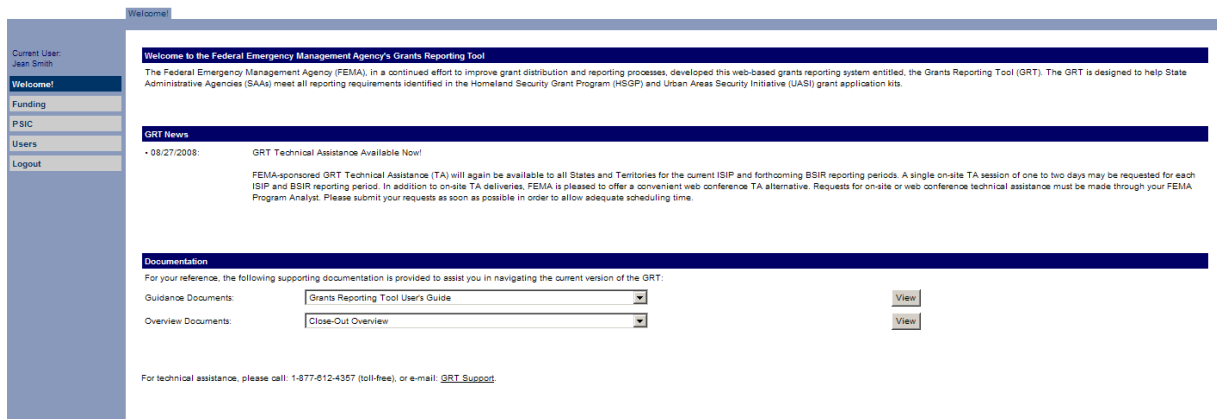 Welcome!
Current User:
Jean Smith
Welcome!
Funding
PSIC
Users
Logout
Welcome to the Federal Emergency Management Agency's Grants Reporting Tool
The Federal Emergency Management Agency (FEMA), in a continued effort to improve grant distribution and reporting processes, developed this web-based grants reporting system entitled, the Grants Reporting Tool (GRT). The GRT is designed to help State
Administrative Agencies (SAAs) meet all reporting requirements identified in the Homeland Security Grant Program (HSGP) and Urban Areas Security Initiative (UASI) grant application kits.
GRT News
• 08/27/2008: GRT Technical Assistance Available Now!
FEMA-sponsored GRT Technical Assistance (TA) will again be available to all States and Territories for the current ISIP and forthcoming BSIR reporting periods. A single on-site TA session of one to two days may be requested for each
ISIP and BSIR reporting period. In addition to on-site TA deliveries, FEMA is pleased to offer a convenient web conference TA alternative. Requests for on-site or web conference technical assistance must be made through your FEMA
Program Analyst. Please submit your requests as soon as possible in order to allow adequate scheduling time.
Documentation
For your reference, the following supporting documentation is provided to assist you in navigating the current version of the GRT:
Guidance Documents: Grants Reporting Tool User's Guide View
Overview Documents: Close-Out Overview View
For technical assistance, please call: 1-877-612-4357 (toll-free), or e-mail: GRT Support.